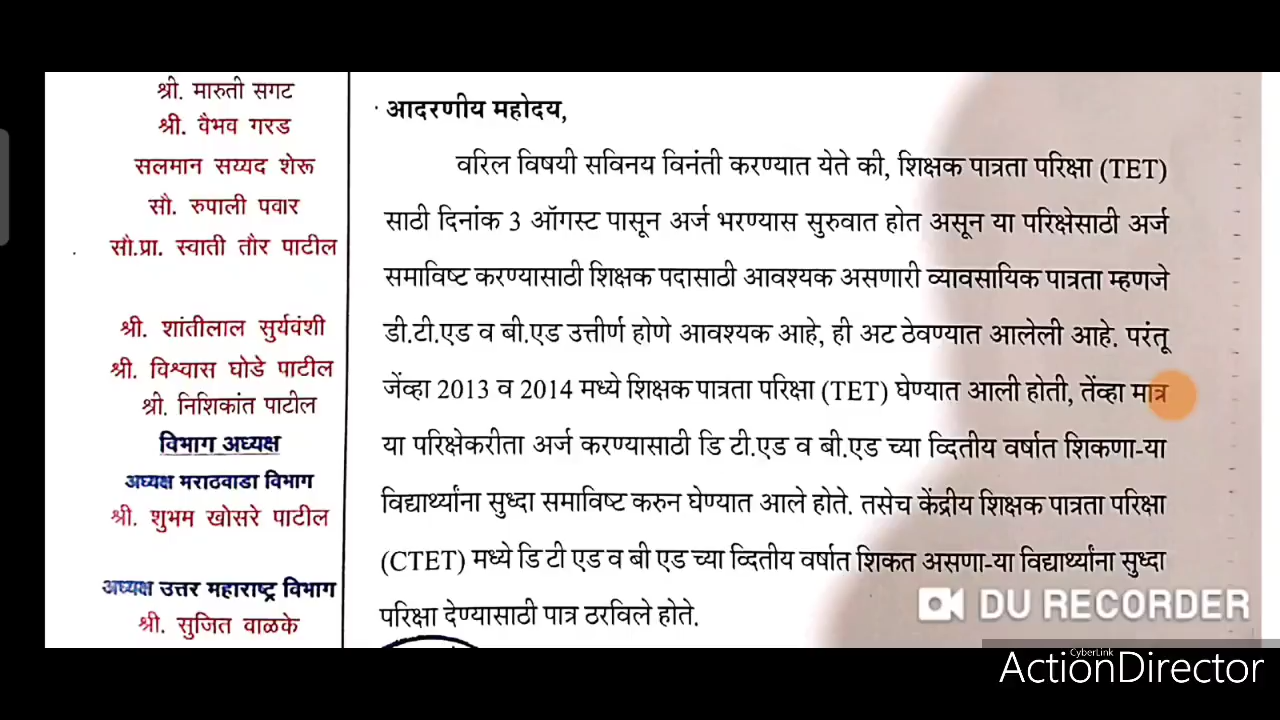 श्री. मारुती सगट
श्री. वैभव गरड
सलमान सय्यद शेरू
सौ. रुपाली पवार
सौ.प्रा. स्वाती तौर पाटील
श्री. शांतीलाल सुर्यवंशी
श्री. विश्वास घोडे पाटील
श्री. निशिकांत पाटील
विभाग अध्यक्ष
अध्यक्ष मराठवाडा विभाग
श्री. शुभम खोसरे पाटील
अध्यक्ष उत्तर महाराष्ट्र विभाग
श्री. सुजित वाळके
आदरणीय महोदय,
वरिल विषयी सविनय विनंती करण्यात येते की, शिक्षक पात्रता परिक्षा (TET)
साठी दिनांक 3 ऑगस्ट पासून अर्ज भरण्यास सुरुवात होत असून या परिक्षेसाठी अर्ज
समाविष्ट करण्यासाठी शिक्षक पदासाठी आवश्यक असणारी व्यावसायिक पात्रता म्हणजे
डी.टी.एड व बी.एड उत्तीर्ण होणे आवश्यक आहे, ही अट ठेवण्यात आलेली आहे. परंतू
जेंव्हा 2013 व 2014 मध्ये शिक्षक पात्रता परिक्षा (TET) घेण्यात आली होती, तेंव्हा मात्र
या परिक्षेकरीता अर्ज करण्यासाठी डि टी.एड व बी.एड च्या व्दितीय वर्षात शिकणा-या
विद्यार्थ्यांना सुध्दा समाविष्ट करुन घेण्यात आले होते. तसेच केंद्रीय शिक्षक पात्रता परिक्षा
(CTET) मध्ये डि टी एड व बी एड च्या व्दितीय वर्षात शिकत असणा-या विद्यार्थ्यांना सुध्दा
परिक्षा देण्यासाठी पात्र ठरविले होते.
DU RECORDER
CyberLink
ActionDirector